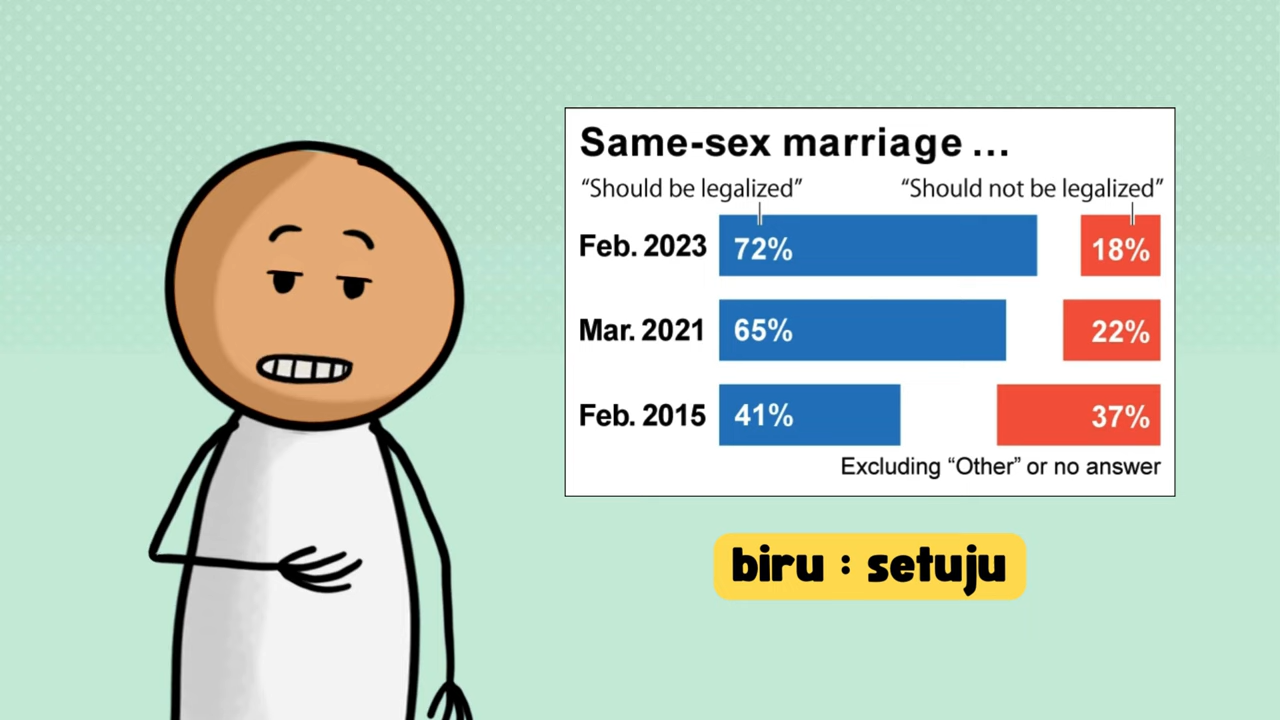 Same-sex marriage ...
“Should be legalized” “Should not be legalized”
Feb. 2023 72% 18%
Mar. 2021 65% 22%
Feb. 2015 41% 37%
Excluding “Other” or no answer
biru : setuju